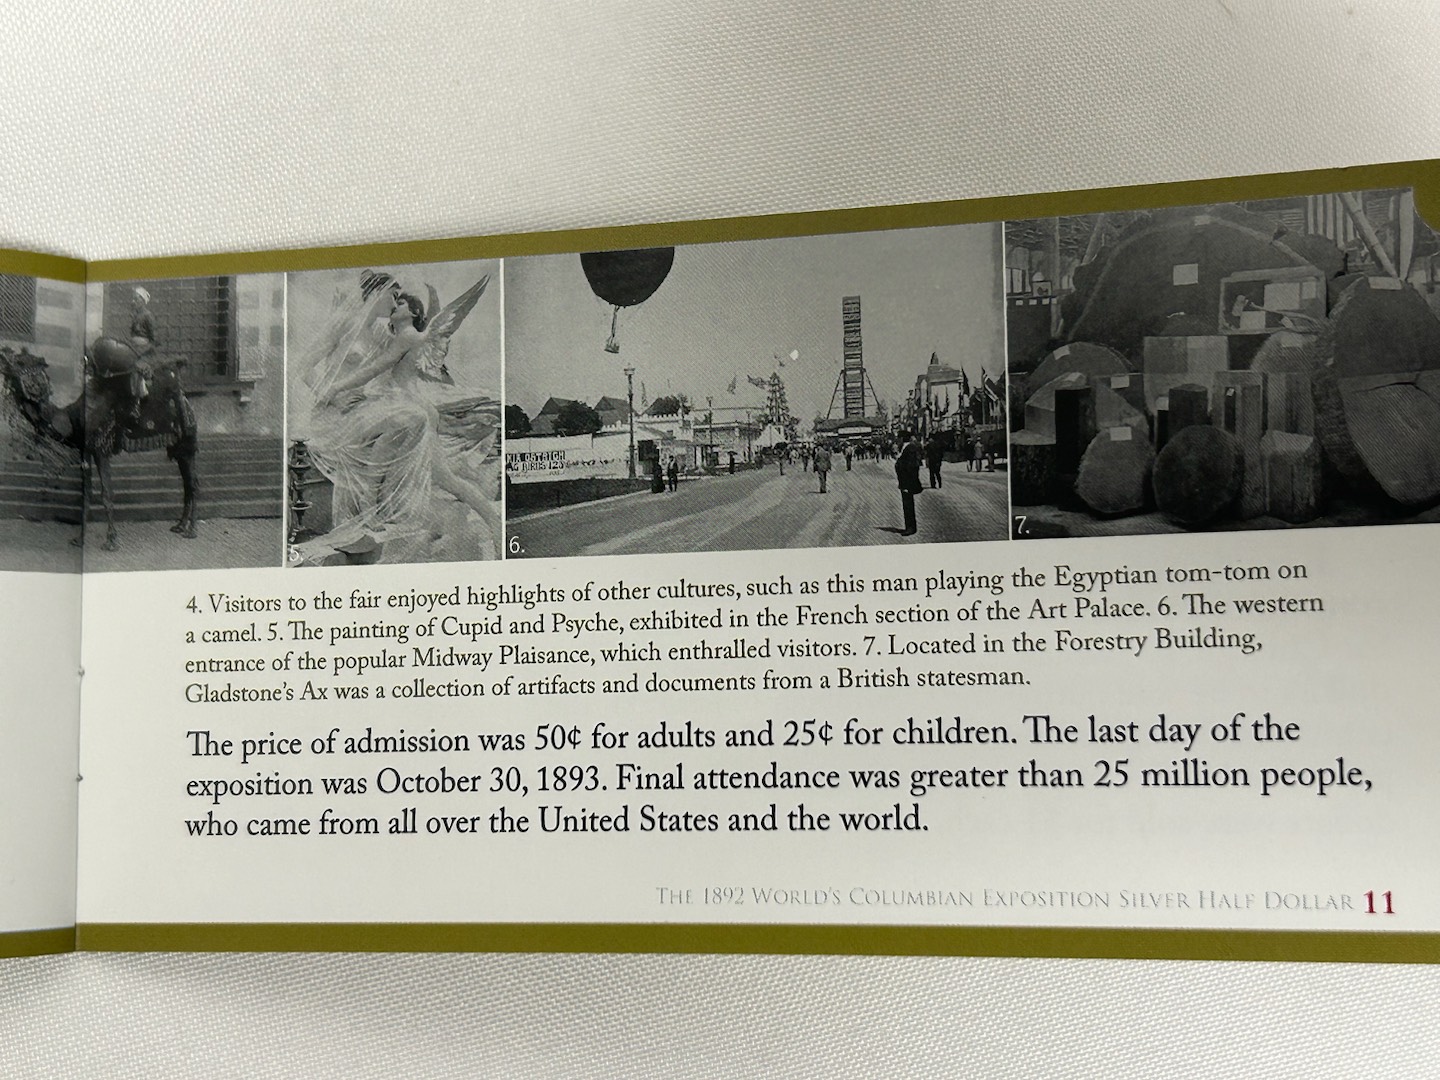 OSTRICH
5.
6.
7.
4. Visitors to the fair enjoyed highlights of other cultures, such as this man playing the Egyptian tom-tom on
a camel. 5. The painting of Cupid and Psyche, exhibited in the French section of the Art Palace. 6. The western
entrance of the popular Midway Plaisance, which enthralled visitors. 7. Located in the Forestry Building,
Gladstone's Ax was a collection of artifacts and documents from a British statesman.
The price of admission was 50¢ for adults and 25¢ for children. The last day of the
exposition was October 30, 1893. Final attendance was greater than 25 million people,
who came from all over the United States and the world.
The 1892 World's Columbian Exposition Silver Half Dollar 11